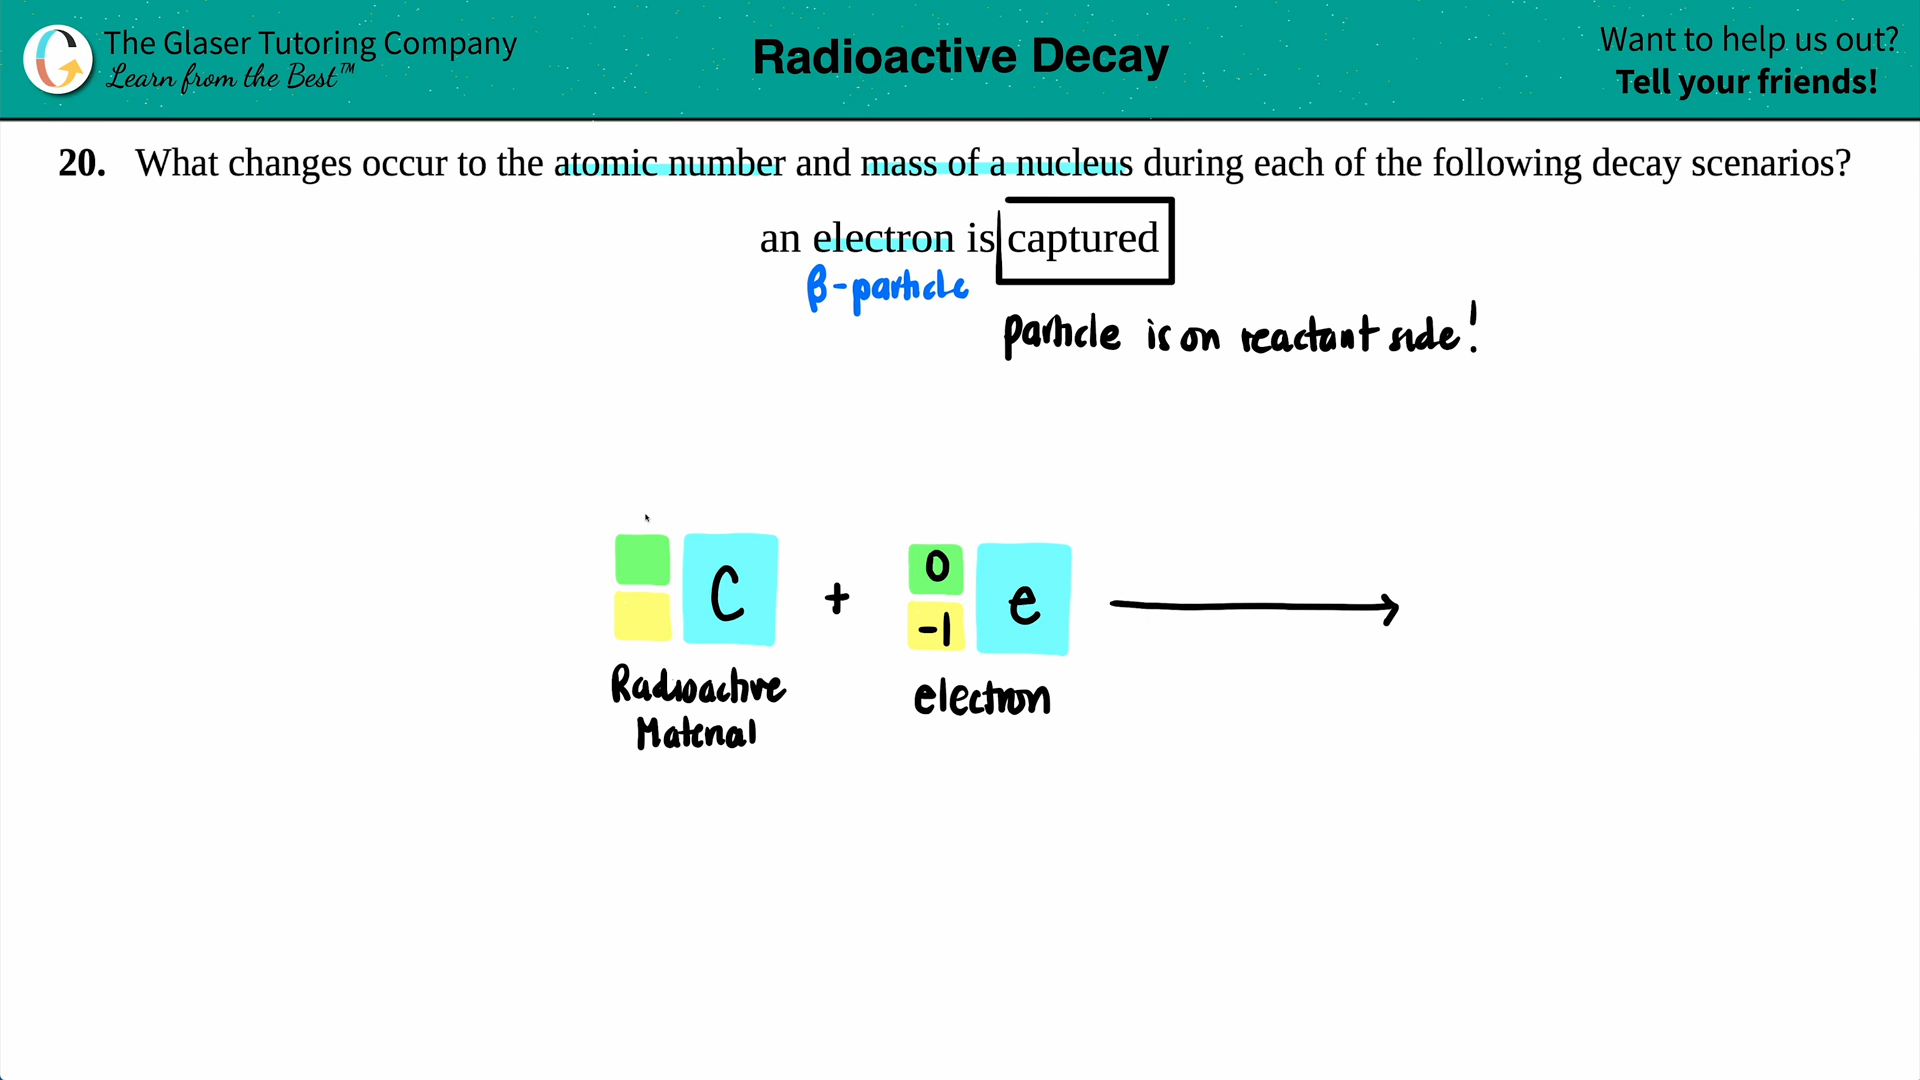 The Glaser Tutoring Company
Learn from the Best™
Radioactive Decay
Want to help us out?
Tell your friends!
20. What changes occur to the atomic number and mass of a nucleus during each of the following decay scenarios?
an electron is captured
β-particle
particle is on reactant side!
C + 0 -1 e
Radioactive
Material
electron